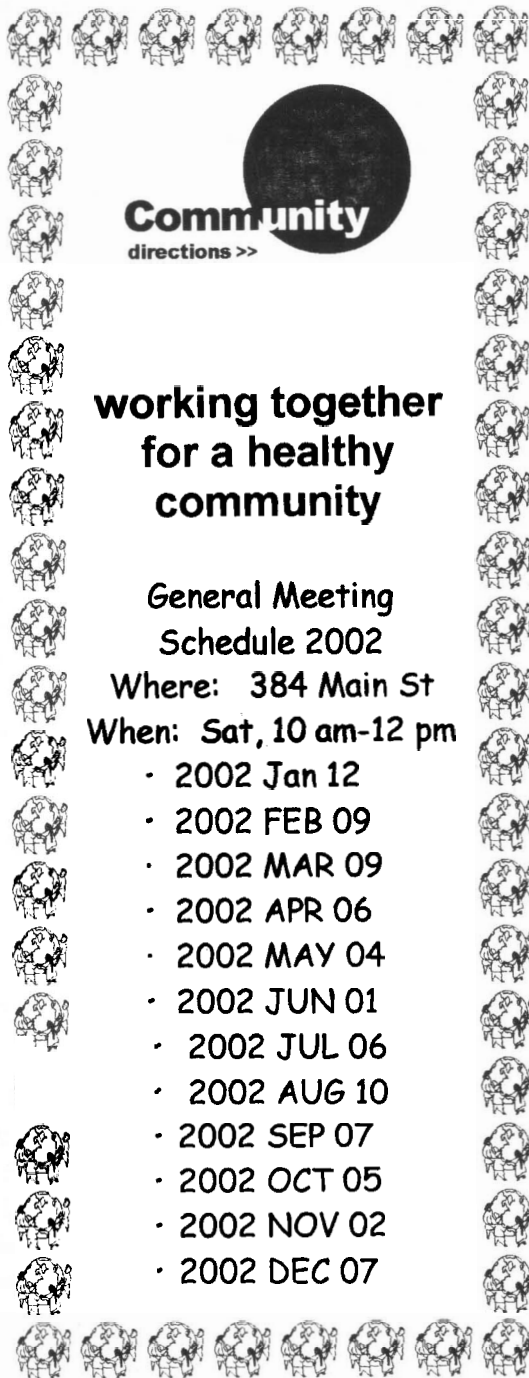 Community
directions >>
working together
for a healthy
community
General Meeting
Schedule 2002
Where: 384 Main St
When: Sat, 10 am-12 pm
· 2002 Jan 12
· 2002 FEB 09
· 2002 MAR 09
· 2002 APR 06
· 2002 MAY 04
· 2002 JUN 01
· 2002 JUL 06
· 2002 AUG 10
· 2002 SEP 07
· 2002 OCT 05
· 2002 NOV 02
· 2002 DEC 07